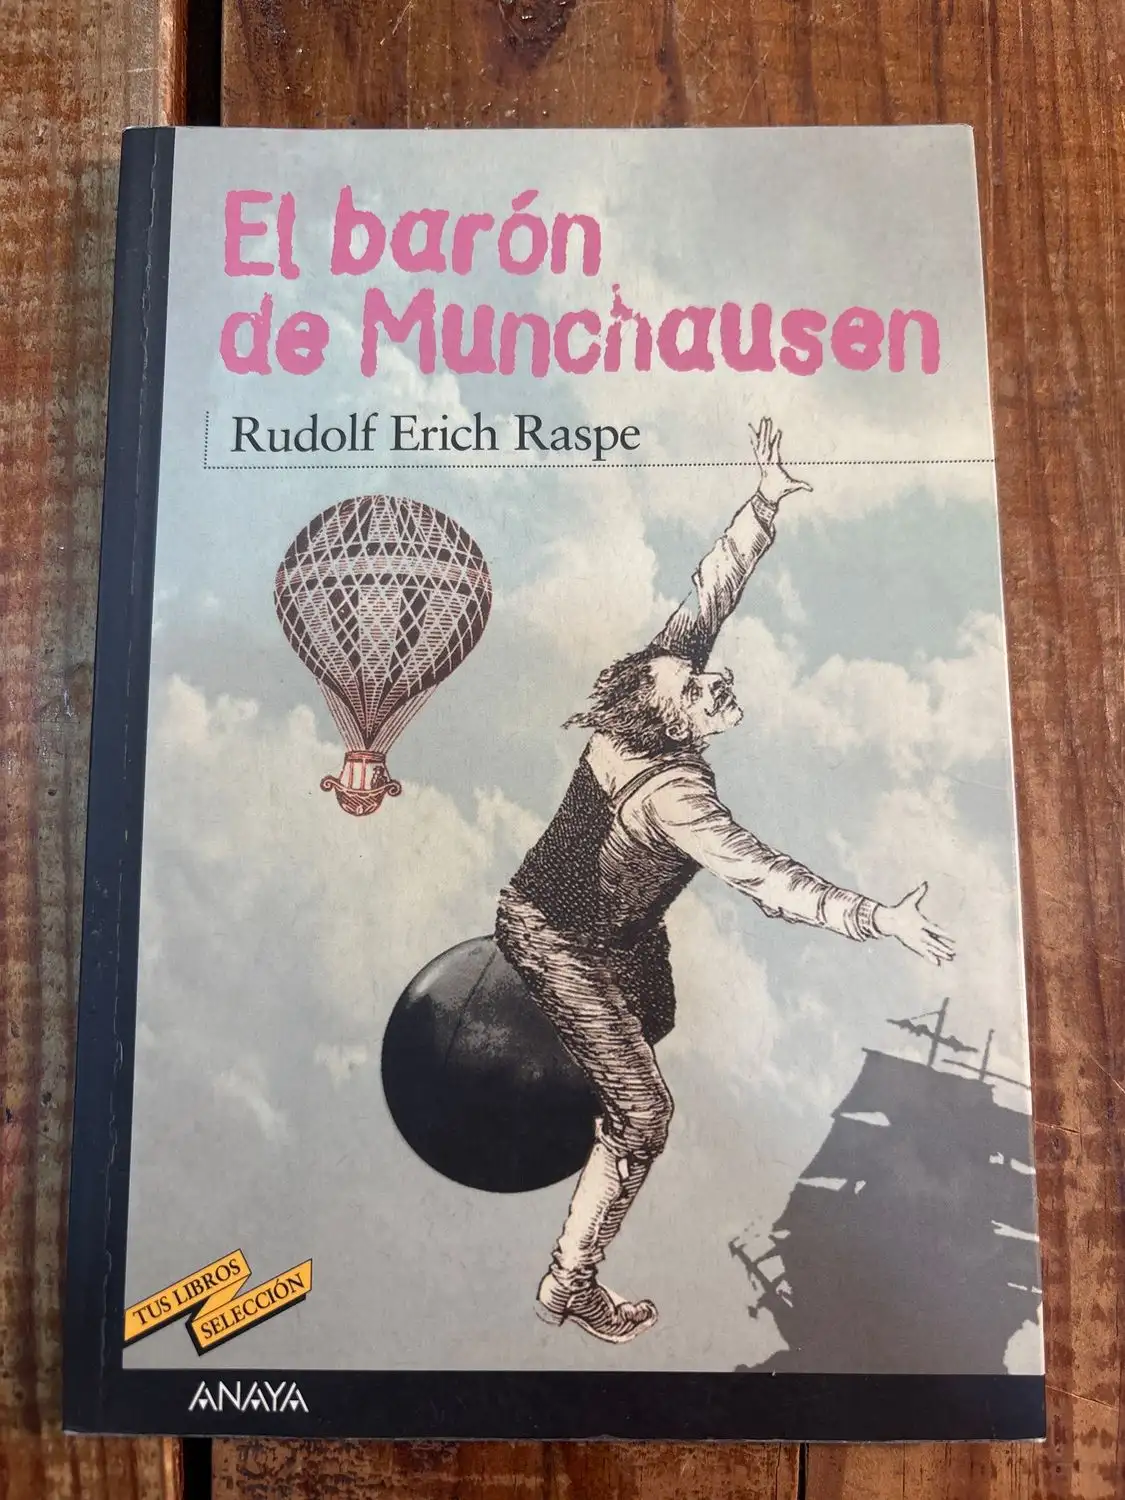 El barón
de Munchausen
Rudolf Erich Raspe
TUS LIBROS
SELECCIÓN
ANAYA